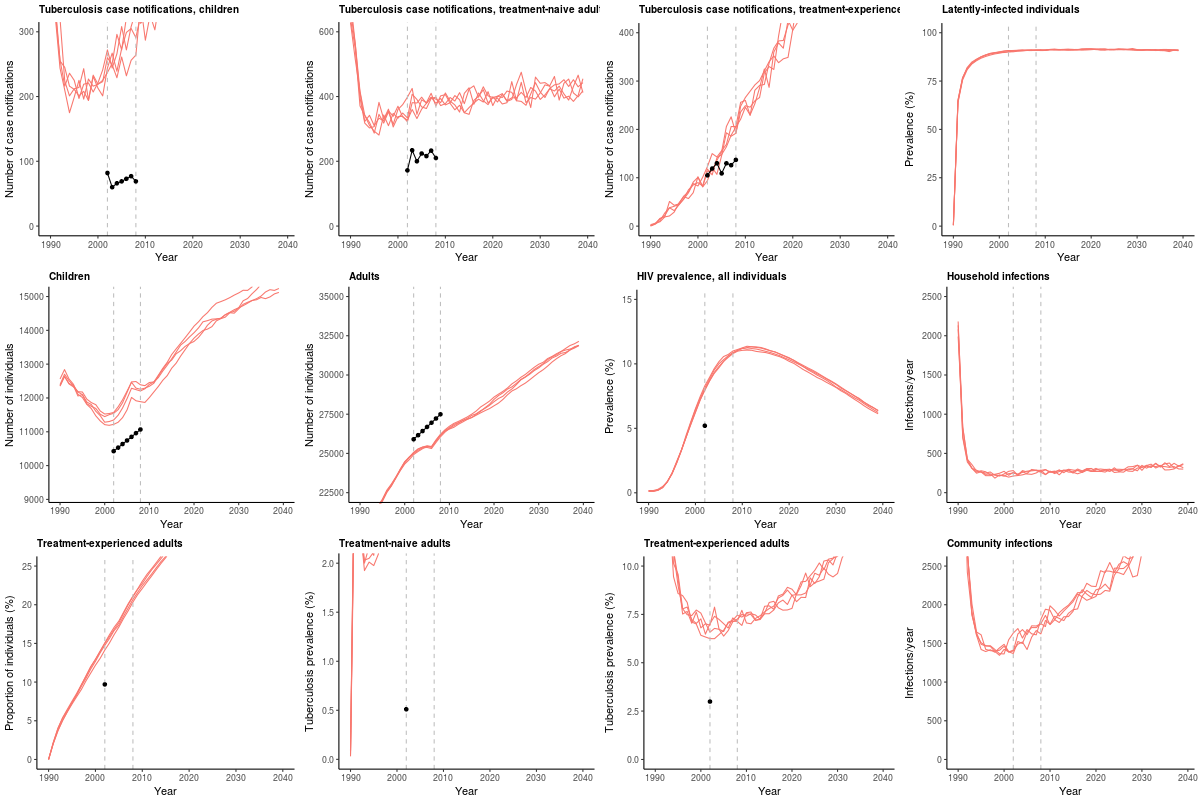 Tuberculosis case notifications, children
Number of case notifications
300
200
100
0
1990 2000 2010 2020 2030 2040
Year
Tuberculosis case notifications, treatment-naive adul
Number of case notifications
600
400
200
0
1990 2000 2010 2020 2030 2040
Year
Tuberculosis case notifications, treatment-experience
Number of case notifications
400
300
200
100
0
1990 2000 2010 2020 2030 2040
Year
Latently-infected individuals
Prevalence (%)
100
75
50
25
0
1990 2000 2010 2020 2030 2040
Year
Children
Number of individuals
15000
14000
13000
12000
11000
10000
9000
1990 2000 2010 2020 2030 2040
Year
Adults
Number of individuals
35000
32500
30000
27500
25000
22500
1990 2000 2010 2020 2030 2040
Year
HIV prevalence, all individuals
Prevalence (%)
15
10
5
0
1990 2000 2010 2020 2030 2040
Year
Household infections
Infections/year
2500
2000
1500
1000
500
0
1990 2000 2010 2020 2030 2040
Year
Treatment-experienced adults
Proportion of individuals (%)
25
20
15
10
5
0
1990 2000 2010 2020 2030 2040
Year
Treatment-naive adults
Tuberculosis prevalence (%)
2.0
1.5
1.0
0.5
0.0
1990 2000 2010 2020 2030 2040
Year
Treatment-experienced adults
Tuberculosis prevalence (%)
10.0
7.5
5.0
2.5
0.0
1990 2000 2010 2020 2030 2040
Year
Community infections
Infections/year
2500
2000
1500
1000
500
0
1990 2000 2010 2020 2030 2040
Year